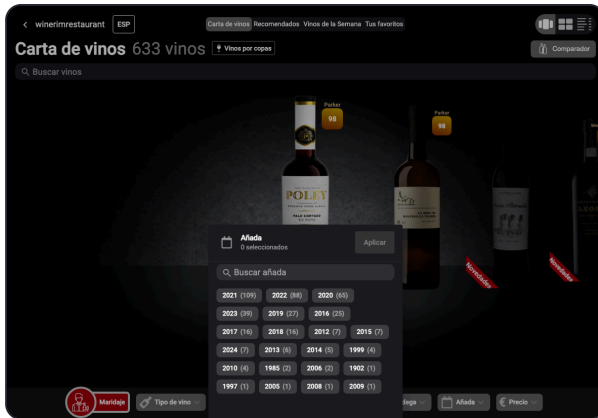 winerimrestaurant ESP Carta de vinos Recomendados Vinos de la Semana Tus favoritos
Carta de vinos 633 vinos Vinos por copas Comparador
Buscar vinos
Parker
98
Parker
98
POLEY
PALO CORTADO
Novedades
Novedades
Añada
0 seleccionados
Aplicar
Buscar añada
2021 (109) 2022 (88) 2020 (65)
2023 (39) 2019 (27) 2016 (25)
2017 (16) 2018 (16) 2012 (7) 2015 (7)
2024 (7) 2013 (6) 2014 (5) 1999 (4)
2010 (4) 1985 (2) 2006 (2) 1902 (1)
1997 (1) 2005 (1) 2008 (1) 2009 (1)
Maridaje Tipo de vino dega Añada € Precio